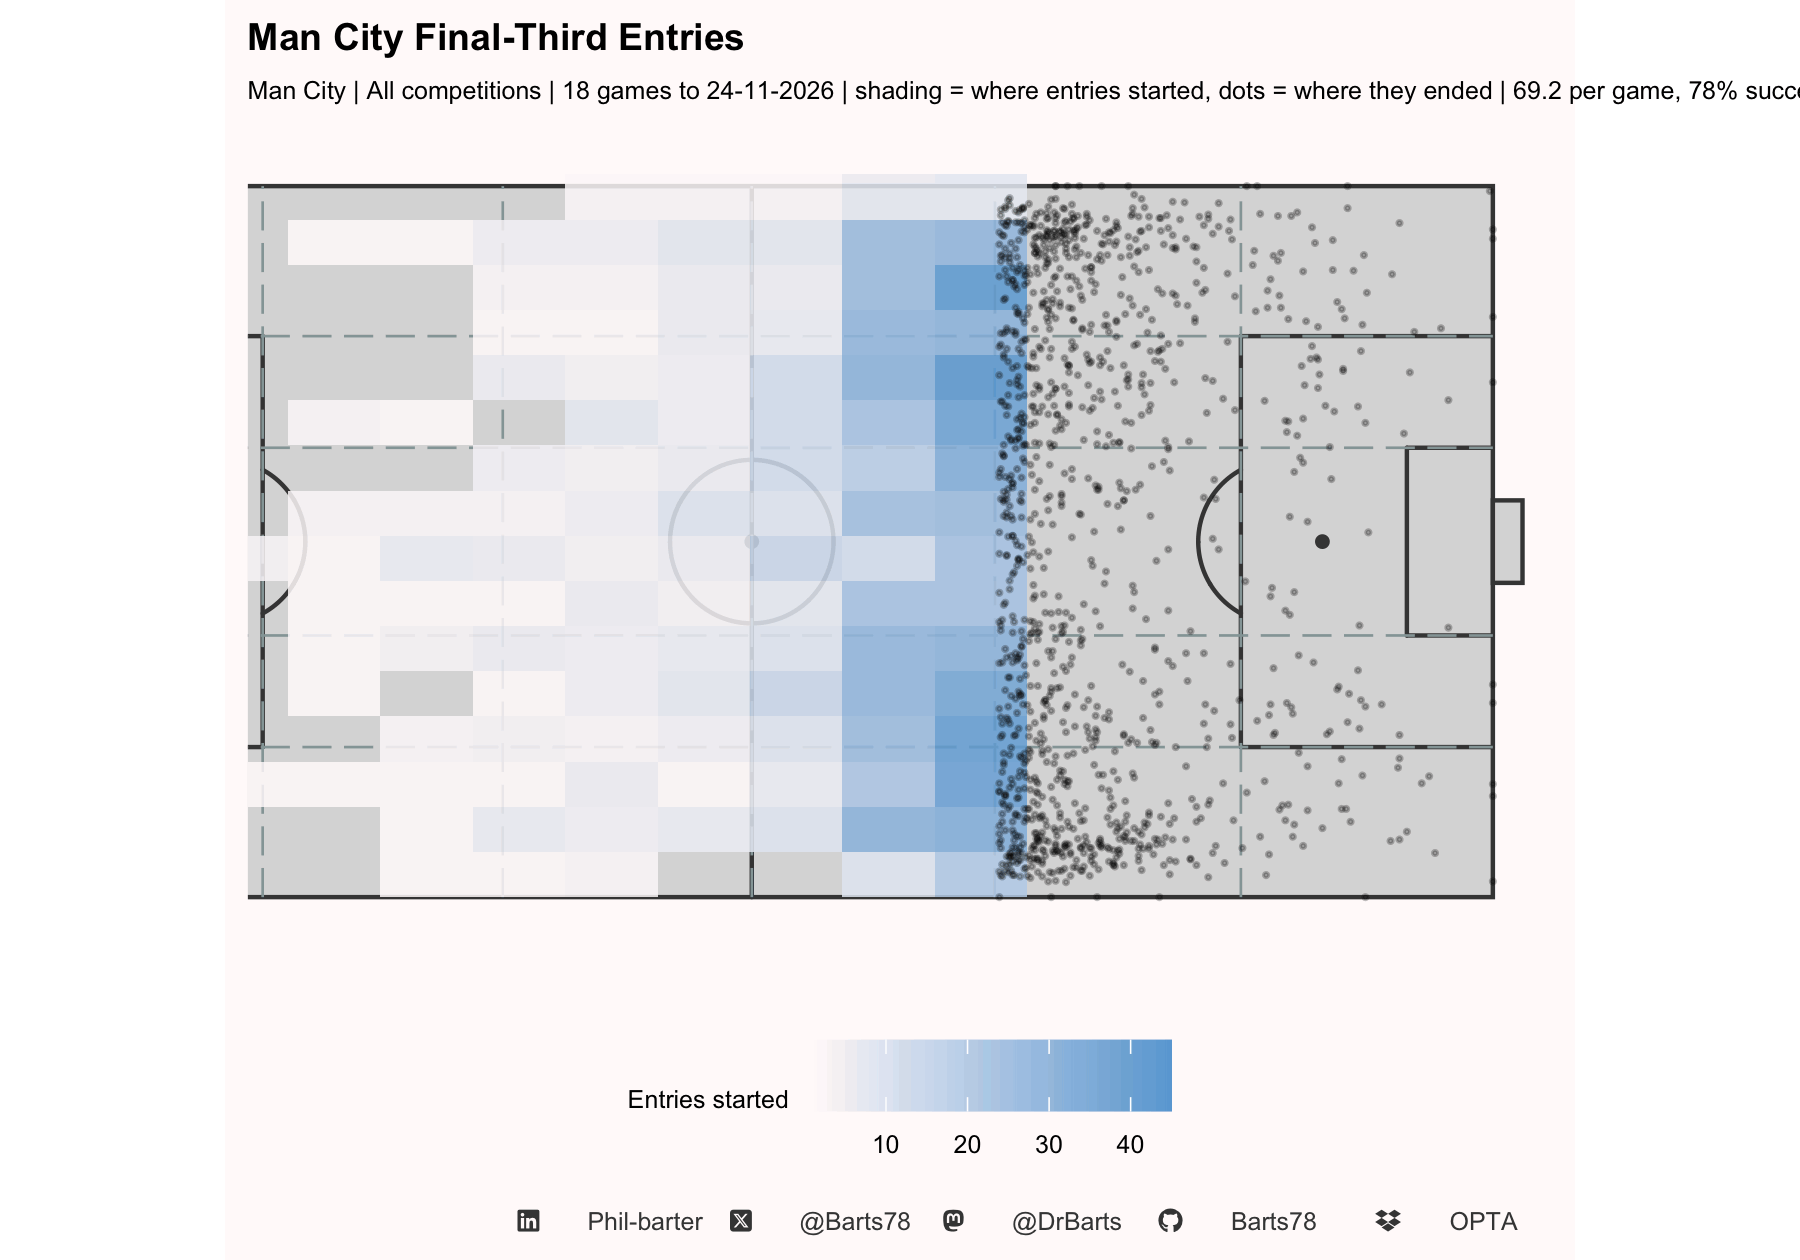 Man City Final-Third Entries
Man City | All competitions | 18 games to 24-11-2026 | shading = where entries started, dots = where they ended | 69.2 per game, 78% succe
Entries started
10 20 30 40
Phil-barter @Barts78 @DrBarts Barts78 OPTA